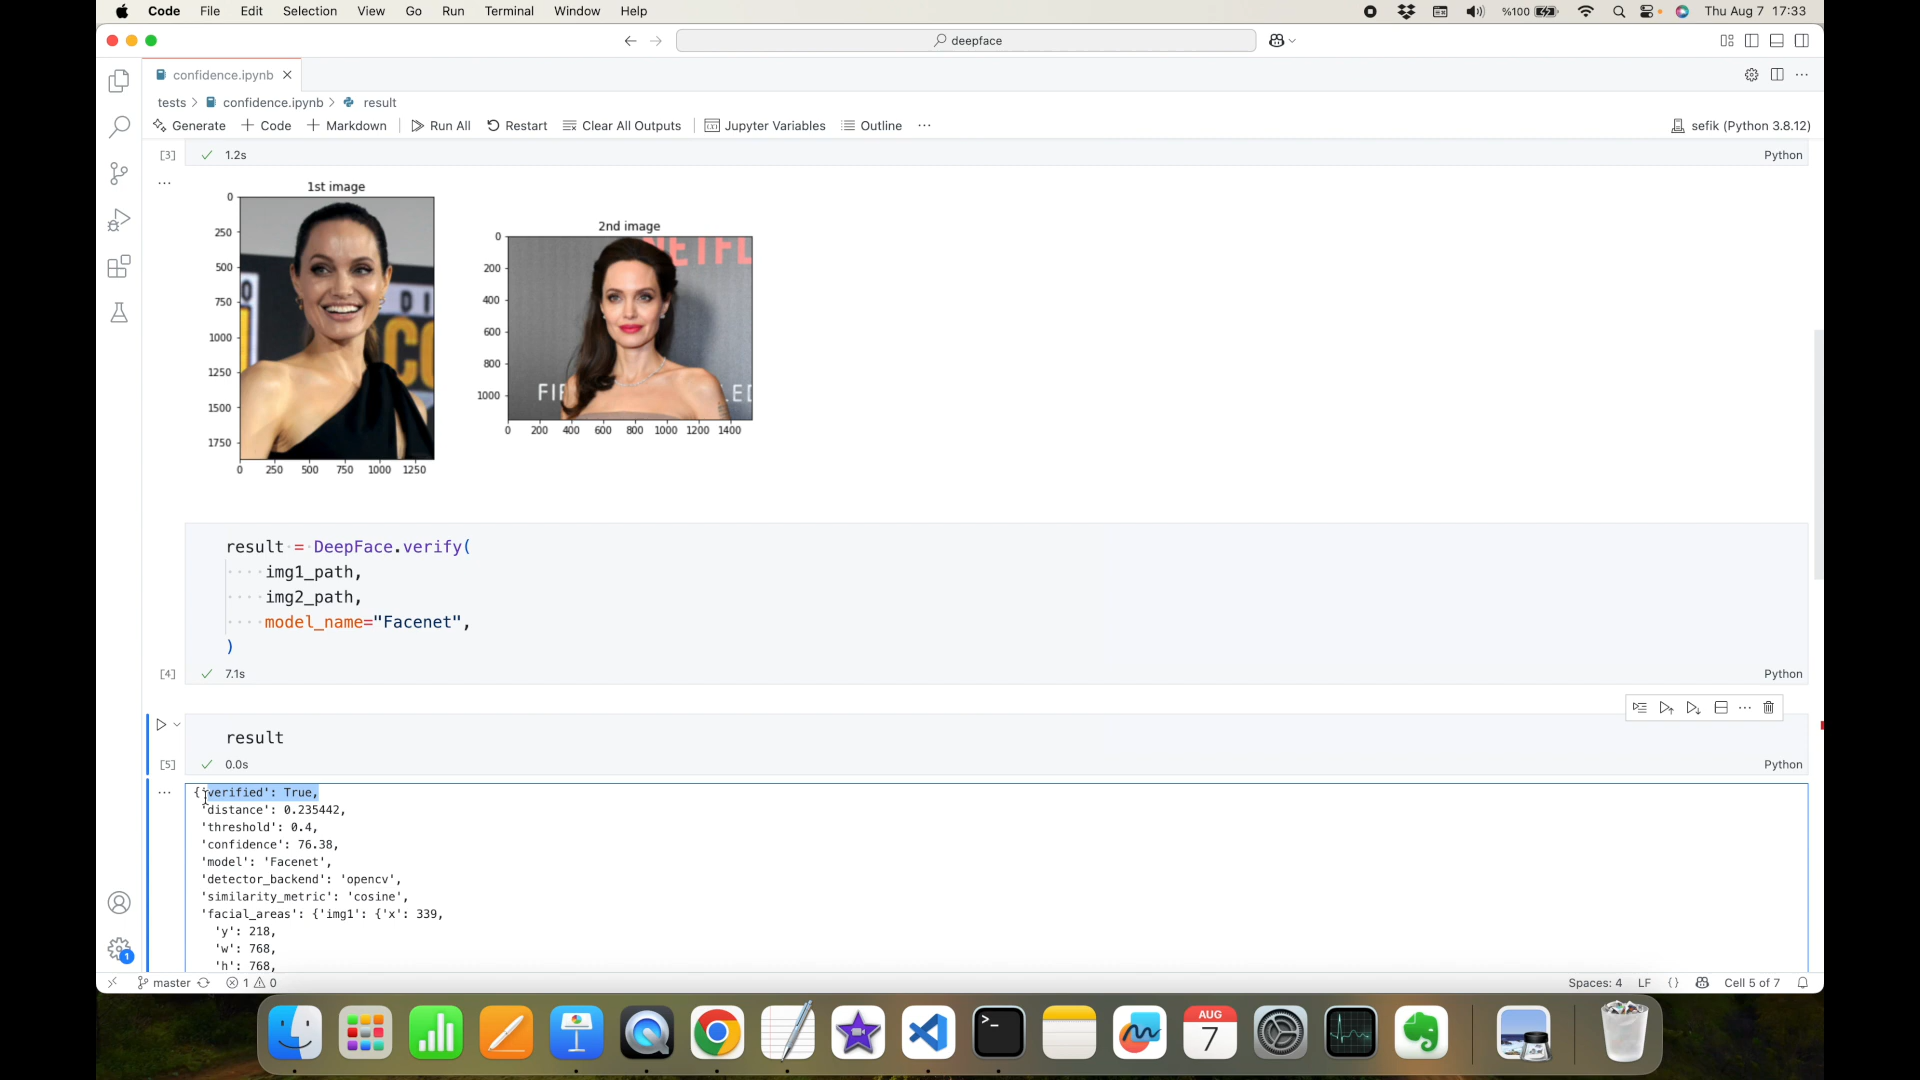 Code File Edit Selection View Go Run Terminal Window Help %100 Thu Aug 7 17:33
deepface
confidence.ipynb
tests > confidence.ipynb > result
Generate + Code + Markdown Run All Restart Clear All Outputs Jupyter Variables Outline ... sefik (Python 3.8.12)
[3] ✓ 1.2s Python
...
1st image
0
250
500
750
1000
1250
1500
1750
0 250 500 750 1000 1250
DI
CO
2nd image
0
200
400
600
800
1000
0 200 400 600 800 1000 1200 1400
NETFL
FI
LED
result = DeepFace.verify(
img1_path,
img2_path,
model_name="Facenet",
)
[4] ✓ 7.1s Python
result
[5] ✓ 0.0s Python
...
{'verified': True,
'distance': 0.235442,
'threshold': 0.4,
'confidence': 76.38,
'model': 'Facenet',
'detector_backend': 'opencv',
'similarity_metric': 'cosine',
'facial_areas': {'img1': {'x': 339,
'y': 218,
'w': 768,
'h': 768,
1
master 1 0 Spaces: 4 LF {} Cell 5 of 7
AUG
7